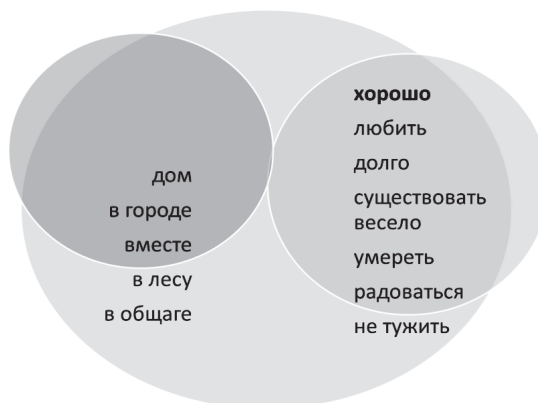 дом
в городе
вместе
в лесу
в общаге
хорошо
любить
долго
существовать
весело
умереть
радоваться
не тужить